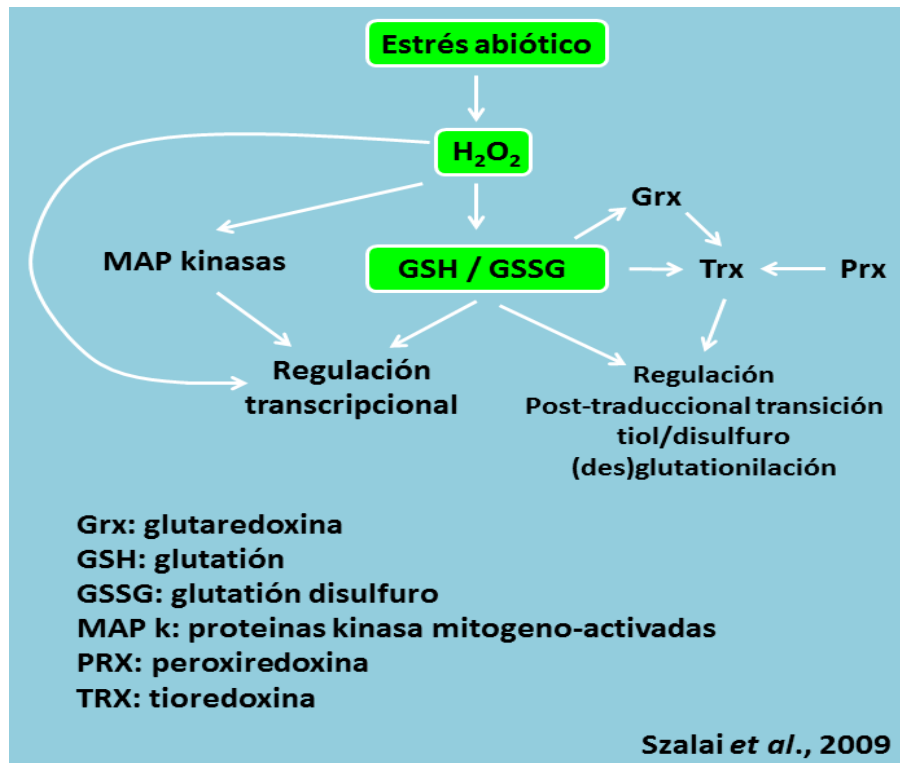 Estrés abiótico
H₂O₂
Grx
MAP kinasas
GSH / GSSG
Trx
Prx
Regulación
transcripcional
Regulación
Post-traduccional transición
tiol/disulfuro
(des)glutationilación
Grx: glutaredoxina
GSH: glutatión
GSSG: glutatión disulfuro
MAP k: proteinas kinasa mitogeno-activadas
PRX: peroxiredoxina
TRX: tioredoxina
Szalai et al., 2009